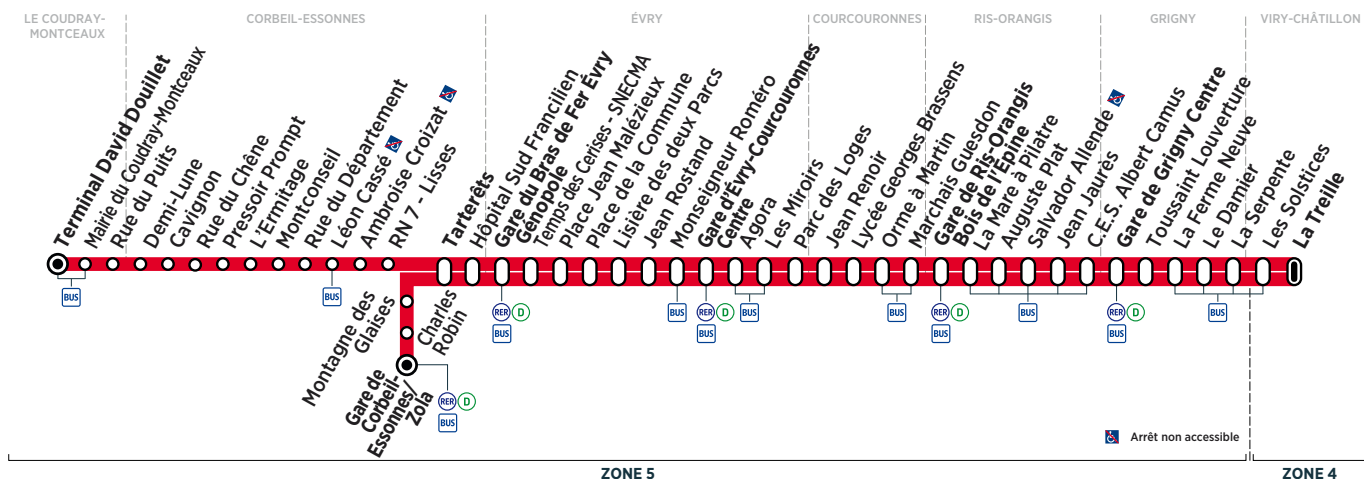 LE COUDRAY-
MONTCEAUX
CORBEIL-ESSONNES
ÉVRY
COURCOURONNES
RIS-ORANGIS
GRIGNY
VIRY-CHÂTILLON
Terminal David Douillet
Mairie du Coudray-Montceaux
Rue du Puits
Demi-Lune
Cavignon
Rue du Chêne
Pressoir Prompt
L'Ermitage
Montconseil
Rue du Département
Léon Cassé
Ambroise Croizat
RN 7 - Lisses
Tarterêts
Hôpital Sud Francilien
Gare du Bras de Fer Évry
Génopole
Temps des Cerises - SNECMA
Place Jean Malézieux
Place de la Commune
Lisière des deux Parcs
Jean Rostand
Monseigneur Roméro
Gare d'Évry-Courcouronnes
Centre
Agora
Les Miroirs
Parc des Loges
Jean Renoir
Lycée Georges Brassens
Orme à Martin
Marchais Guesdon
Gare de Ris-Orangis
Bois de l'Épine
La Mare à Pilatre
Auguste Plat
Salvador Allende
Jean Jaurès
C.E.S. Albert Camus
Gare de Grigny Centre
Toussaint Louverture
La Ferme Neuve
Le Damier
La Serpente
Les Solstices
La Treille
BUS
BUS
RER D
BUS
BUS
RER D
BUS
BUS
BUS
RER D
BUS
BUS
RER D
BUS
BUS
Montagne des
Glaises
Charles
Robin
Gare de
Corbeil-
Essonnes/
Zola
RER D
BUS
Arrêt non accessible
ZONE 5
ZONE 4